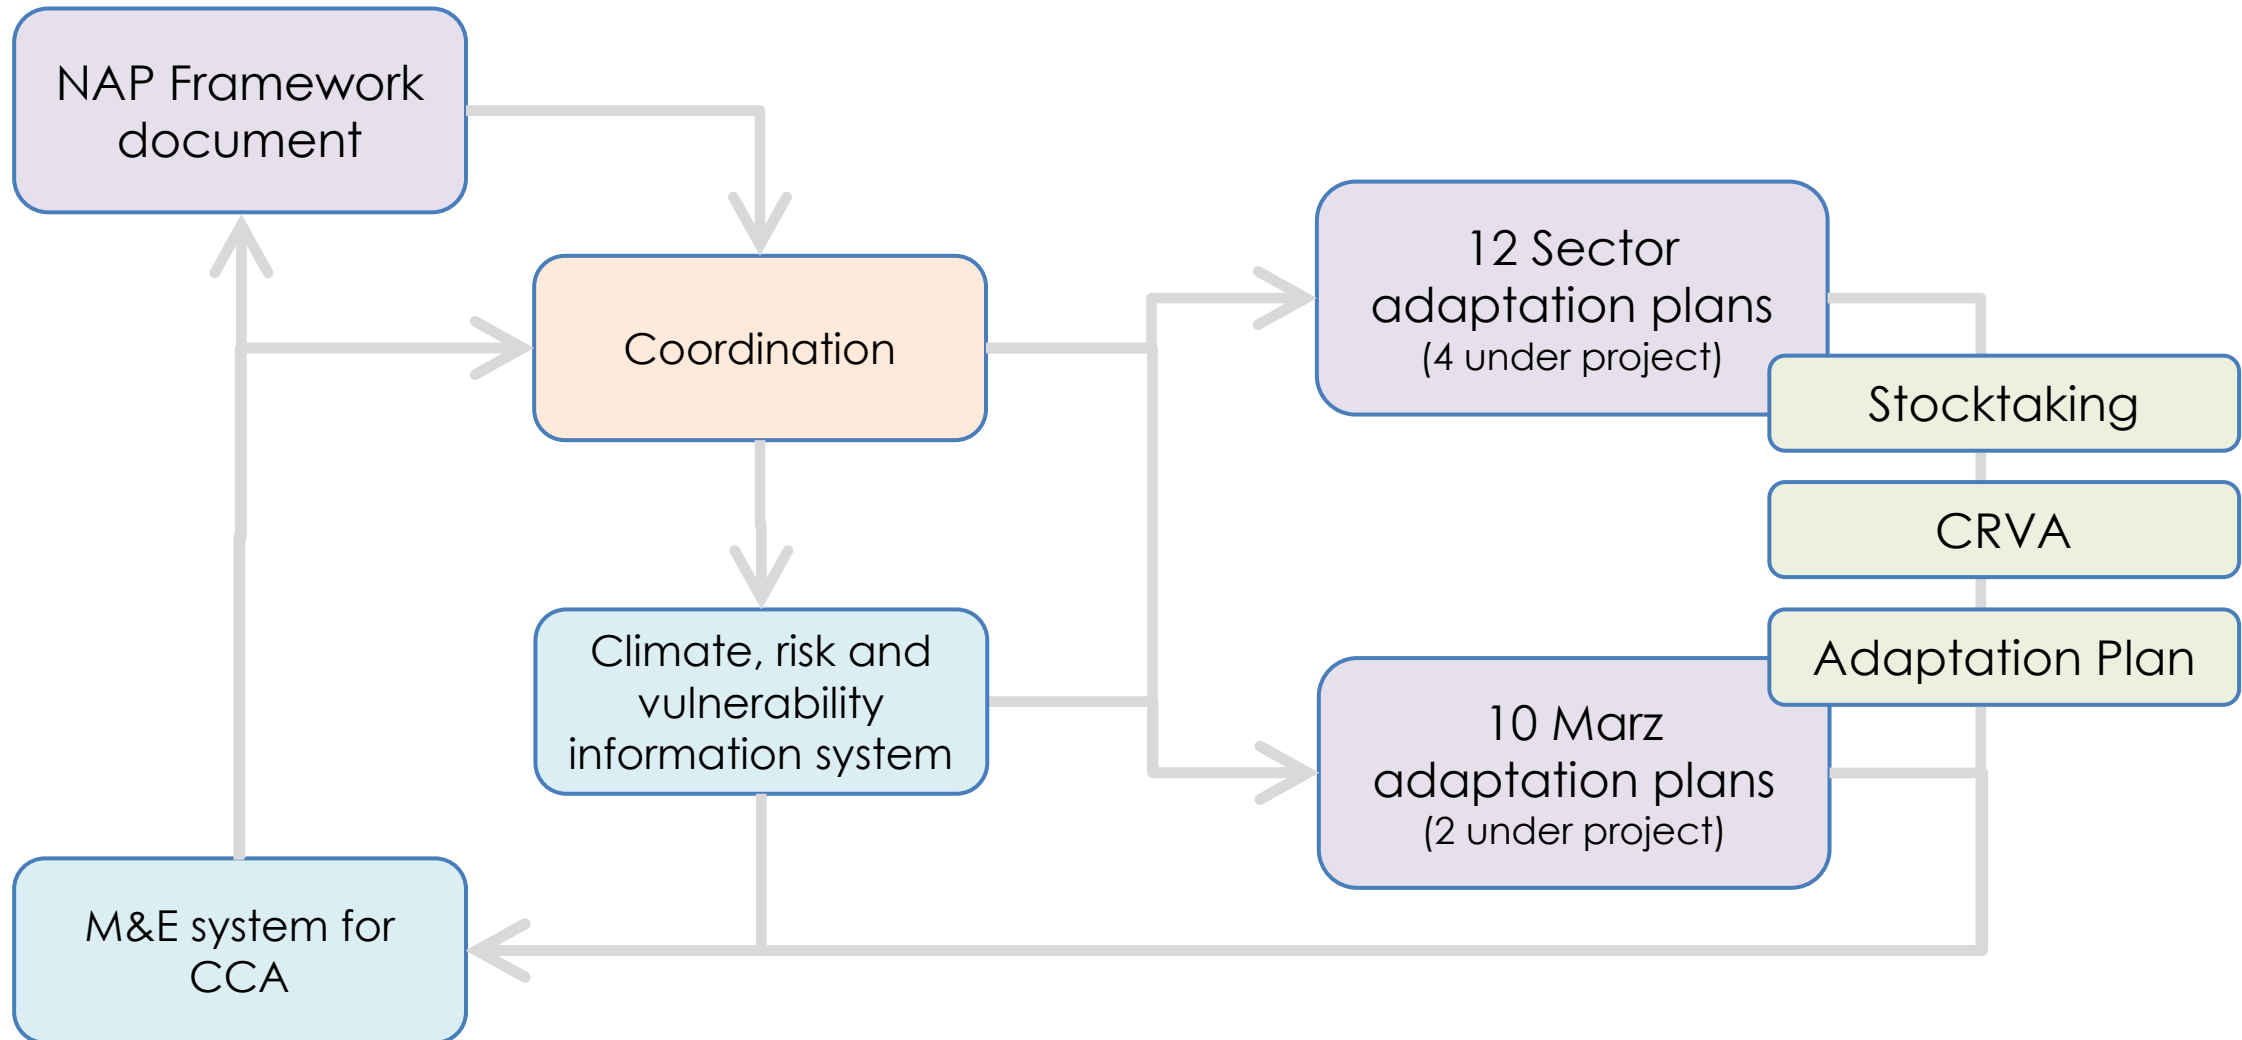 NAP Framework
document
Coordination
12 Sector
adaptation plans
(4 under project)
Stocktaking
CRVA
Adaptation Plan
Climate, risk and
vulnerability
information system
10 Marz
adaptation plans
(2 under project)
M&E system for
CCA